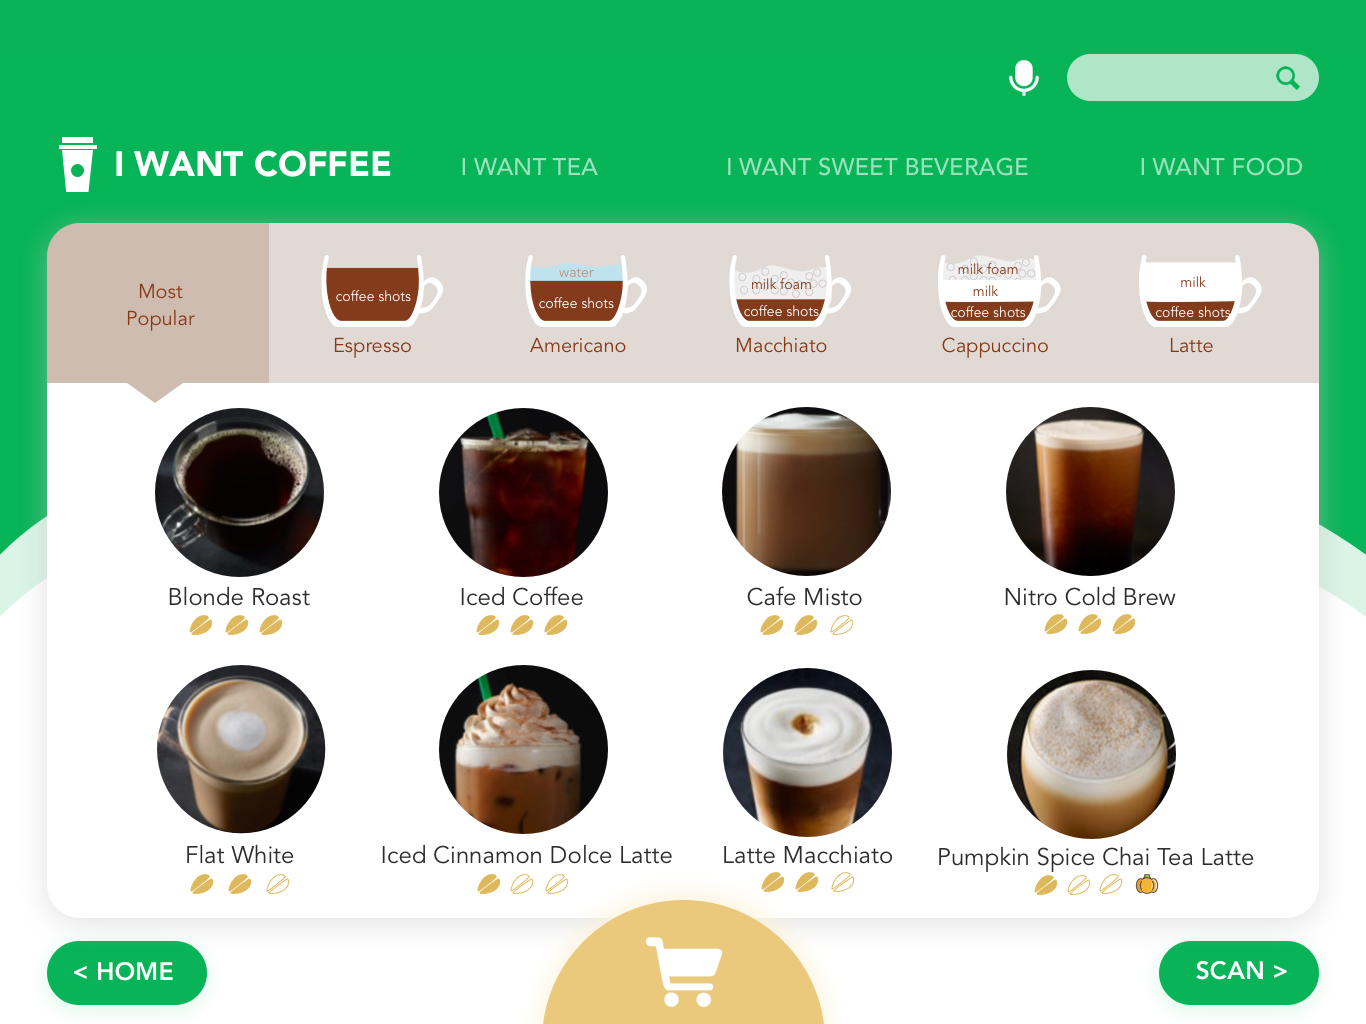 I WANT COFFEE
I WANT TEA
I WANT SWEET BEVERAGE
I WANT FOOD
Most
Popular
coffee shots
Espresso
water
coffee shots
Americano
milk foam
coffee shots
Macchiato
milk foam
milk
coffee shots
Cappuccino
milk
coffee shots
Latte
Blonde Roast
Iced Coffee
Cafe Misto
Nitro Cold Brew
Flat White
Iced Cinnamon Dolce Latte
Latte Macchiato
Pumpkin Spice Chai Tea Latte
< HOME
SCAN >